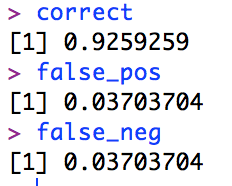 > correct
[1] 0.9259259
> false_pos
[1] 0.03703704
> false_neg
[1] 0.03703704